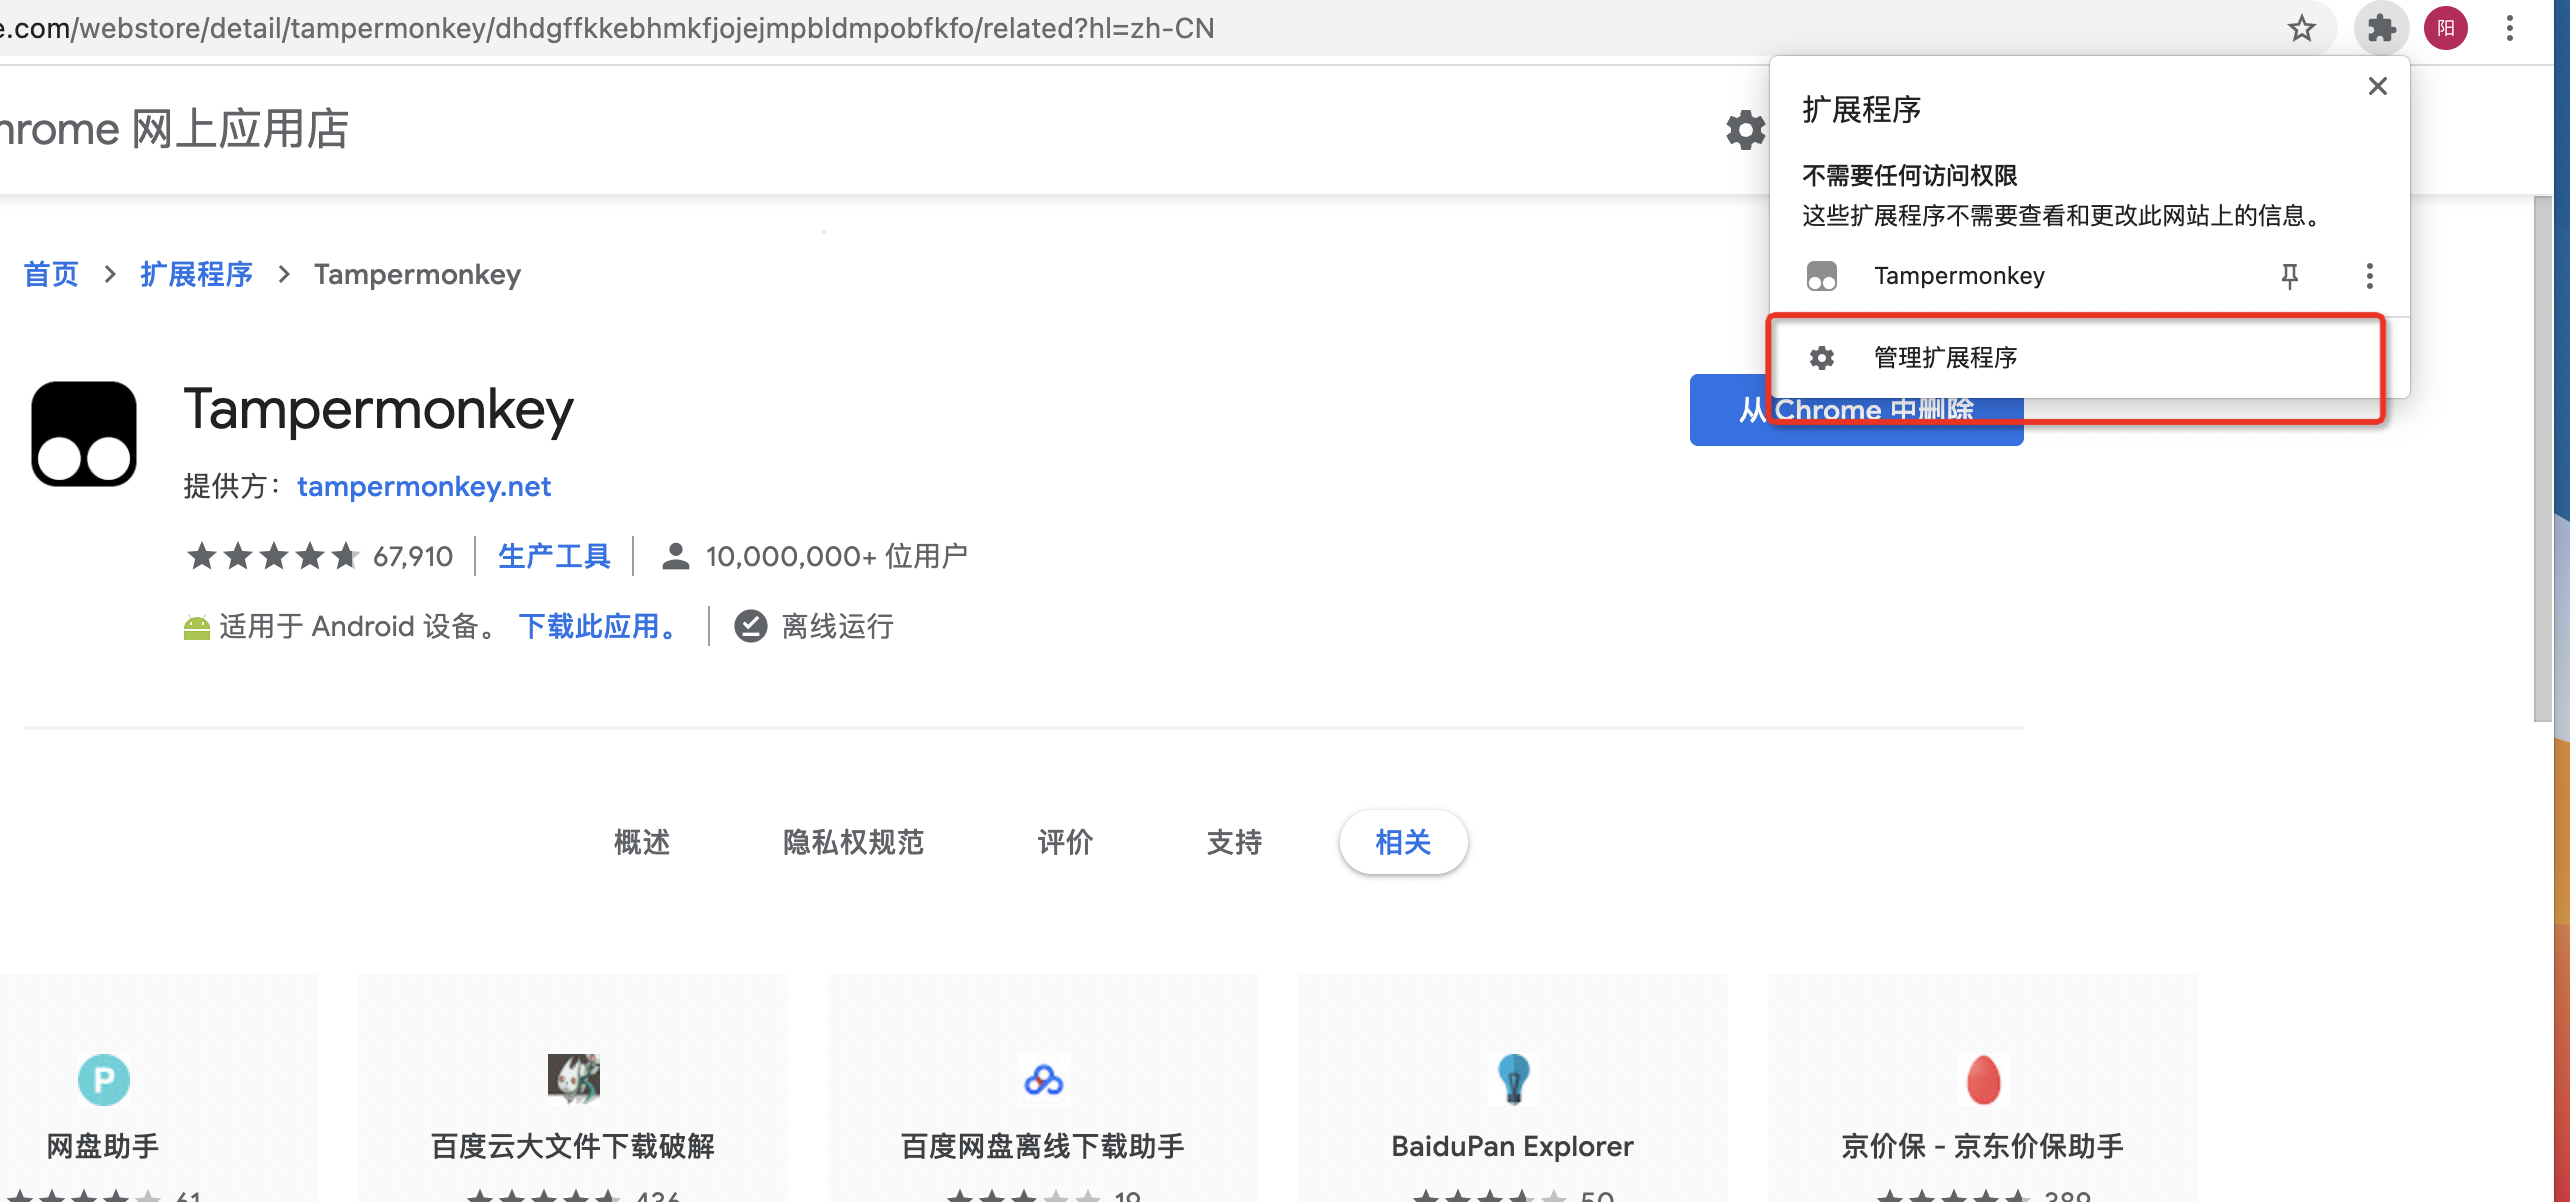 e.com/webstore/detail/tampermonkey/dhdgffkkebhmkfjojejmpbldmpobfkfo/related?hl=zh-CN
阳
hrome 网上应用店
扩展程序
不需要任何访问权限
这些扩展程序不需要查看和更改此网站上的信息。
Tampermonkey
管理扩展程序
首页 > 扩展程序 > Tampermonkey
Tampermonkey
从 Chrome 中删除
提供方： tampermonkey.net
67,910 生产工具 10,000,000+ 位用户
适用于 Android 设备。 下载此应用。 离线运行
概述 隐私权规范 评价 支持 相关
P
网盘助手 百度云大文件下载破解 百度网盘离线下载助手 BaiduPan Explorer 京价保 - 京东价保助手
61 436 19 50 389